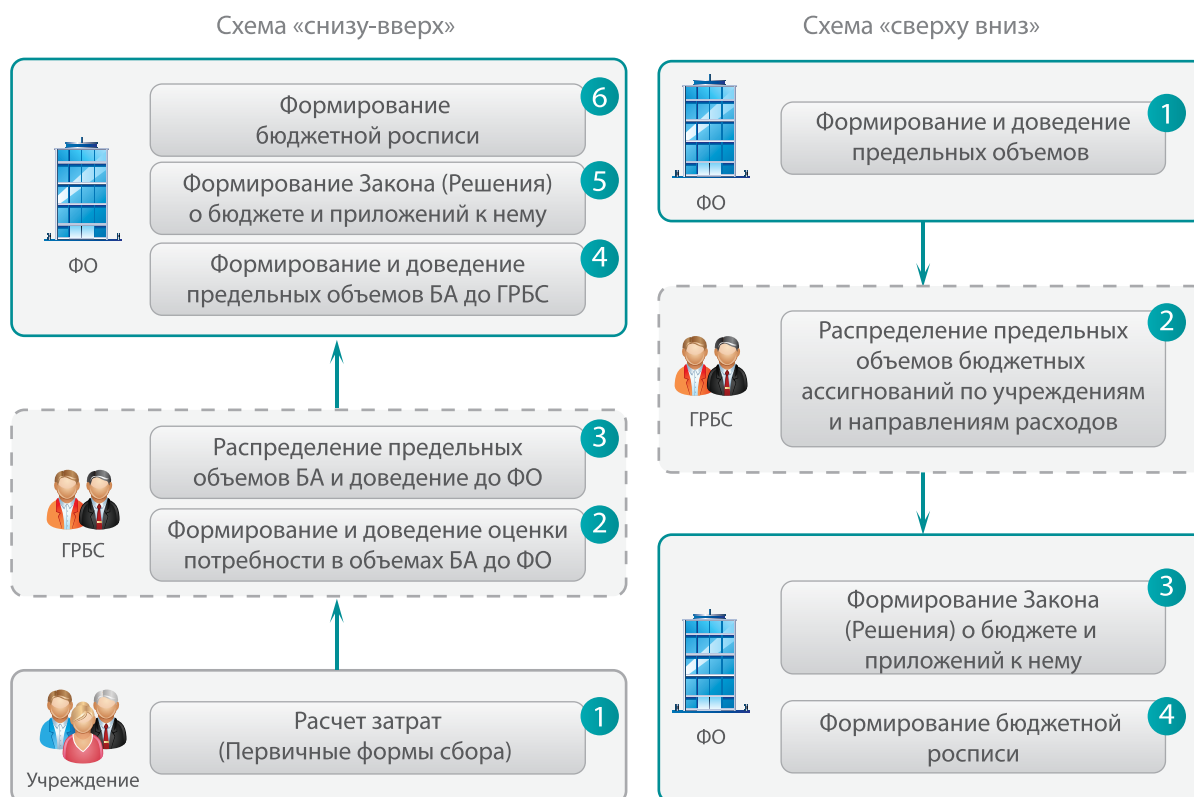 Схема «снизу-вверх»
6
Формирование
бюджетной росписи
5
Формирование Закона (Решения)
о бюджете и приложений к нему
4
Формирование и доведение
предельных объемов БА до ГРБС
ФО
3
Распределение предельных
объемов БА и доведение до ФО
2
Формирование и доведение оценки
потребности в объемах БА до ФО
ГРБС
1
Расчет затрат
(Первичные формы сбора)
Учреждение
Схема «сверху вниз»
1
Формирование и доведение
предельных объемов
ФО
2
Распределение предельных
объемов бюджетных
ассигнований по учреждениям
и направлениям расходов
ГРБС
3
Формирование Закона
(Решения) о бюджете и
приложений к нему
4
Формирование бюджетной
росписи
ФО